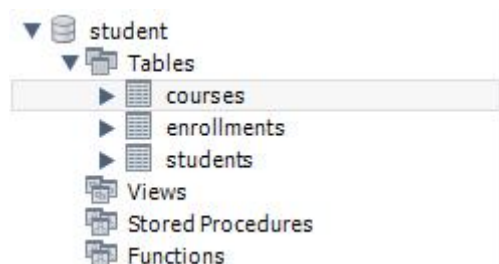 student
Tables
courses
enrollments
students
Views
Stored Procedures
Functions